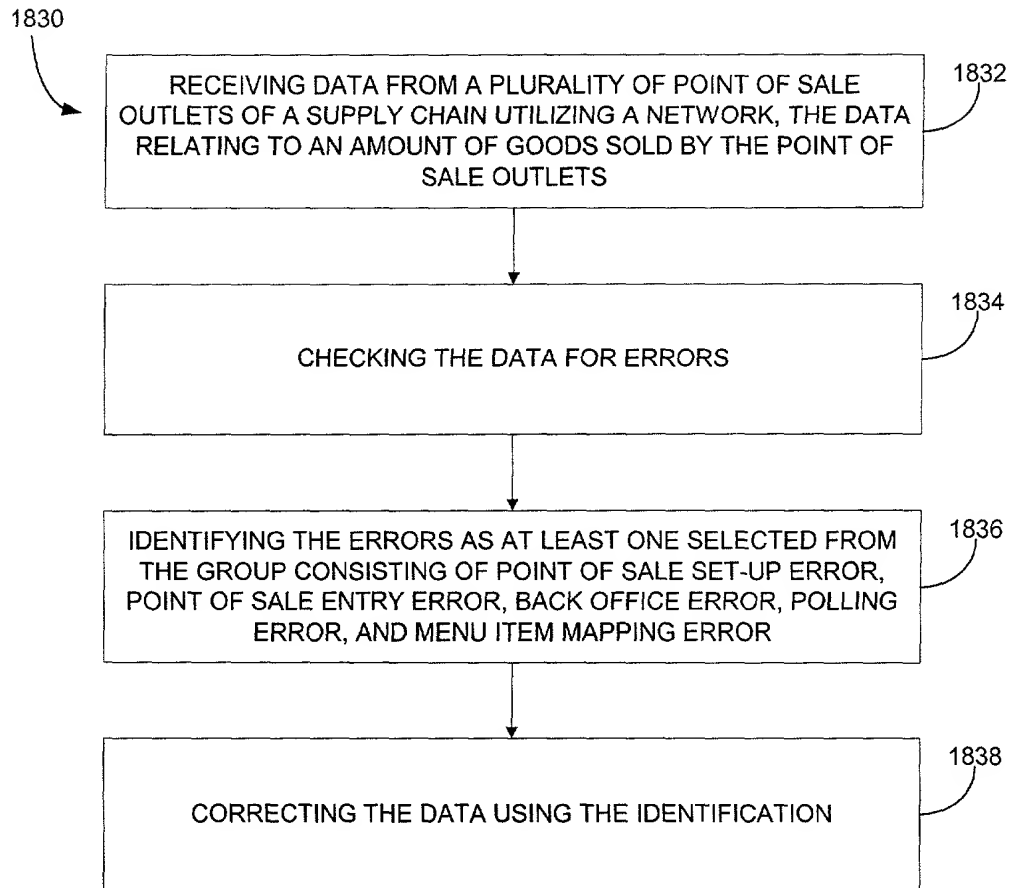 1830
RECEIVING DATA FROM A PLURALITY OF POINT OF SALE
OUTLETS OF A SUPPLY CHAIN UTILIZING A NETWORK, THE DATA
RELATING TO AN AMOUNT OF GOODS SOLD BY THE POINT OF
SALE OUTLETS
1832
CHECKING THE DATA FOR ERRORS
1834
IDENTIFYING THE ERRORS AS AT LEAST ONE SELECTED FROM
THE GROUP CONSISTING OF POINT OF SALE SET-UP ERROR,
POINT OF SALE ENTRY ERROR, BACK OFFICE ERROR, POLLING
ERROR, AND MENU ITEM MAPPING ERROR
1836
CORRECTING THE DATA USING THE IDENTIFICATION
1838